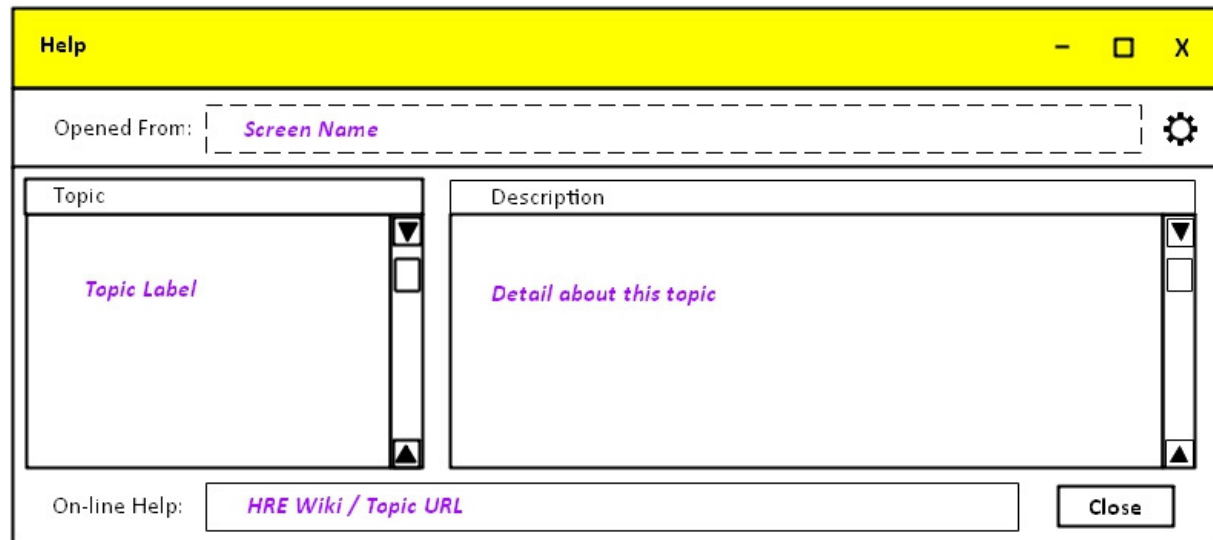 Help
X
Opened From:
Screen Name
Topic
Description
Topic Label
Detail about this topic
On-line Help:
HRE Wiki / Topic URL
Close